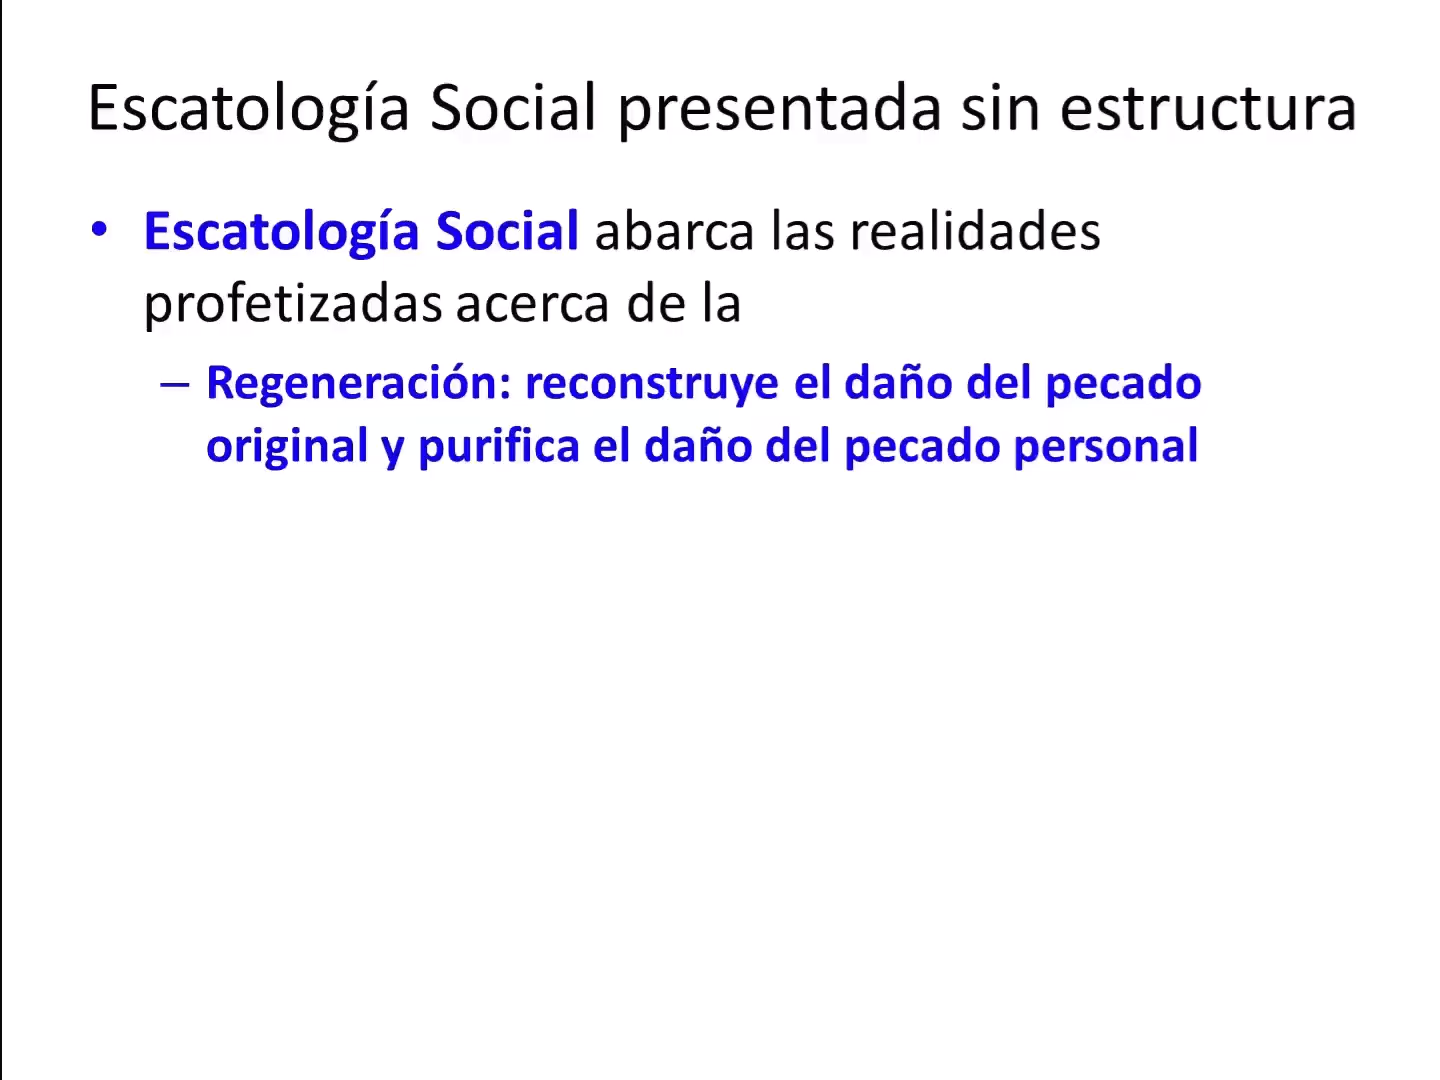 Escatología Social presentada sin estructura
• Escatología Social abarca las realidades
profetizadas acerca de la
– Regeneración: reconstruye el daño del pecado
original y purifica el daño del pecado personal